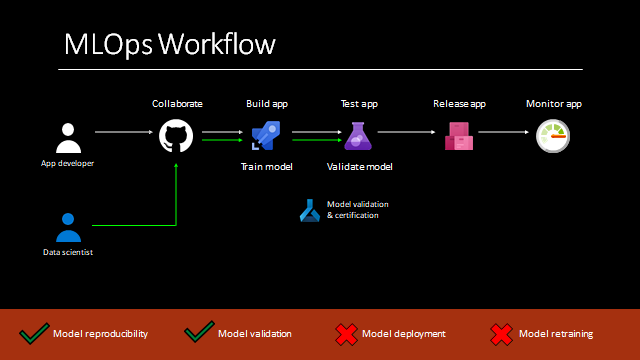 MLOps Workflow
Collaborate
Build app
Test app
Release app
Monitor app
App developer
Train model
Validate model
Model validation
& certification
Data scientist
Model reproducibility
Model validation
Model deployment
Model retraining